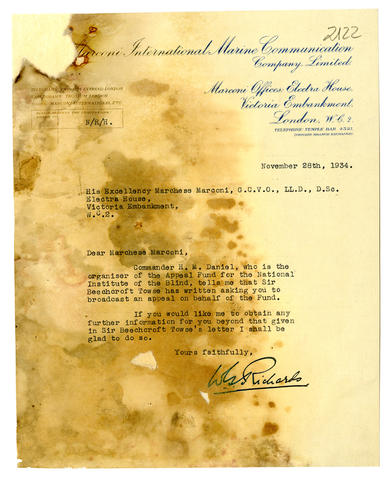 2122
Marconi International Marine Communication
Company, Limited.
Marconi Offices, Electra House,
Victoria Embankment,
London, W.C.2.
TELEPHONE: TEMPLE BAR 4321
N/R/H.
November 28th, 1934.
His Excellency Marchese Marconi, G.C.V.O., LL.D., D.Sc.
Electra House,
Victoria Embankment,
W.C.2.
Dear Marchese Marconi,
Commander H. M. Daniel, who is the
organiser of the Appeal Fund for the National
Institute of the Blind, tells me that Sir
Beechcroft Towse has written asking you to
broadcast an appeal on behalf of the Fund.
If you would like me to obtain any
further information for you beyond that given
in Sir Beechcroft Towse's letter I shall be
glad to do so.
Yours faithfully,
Richards